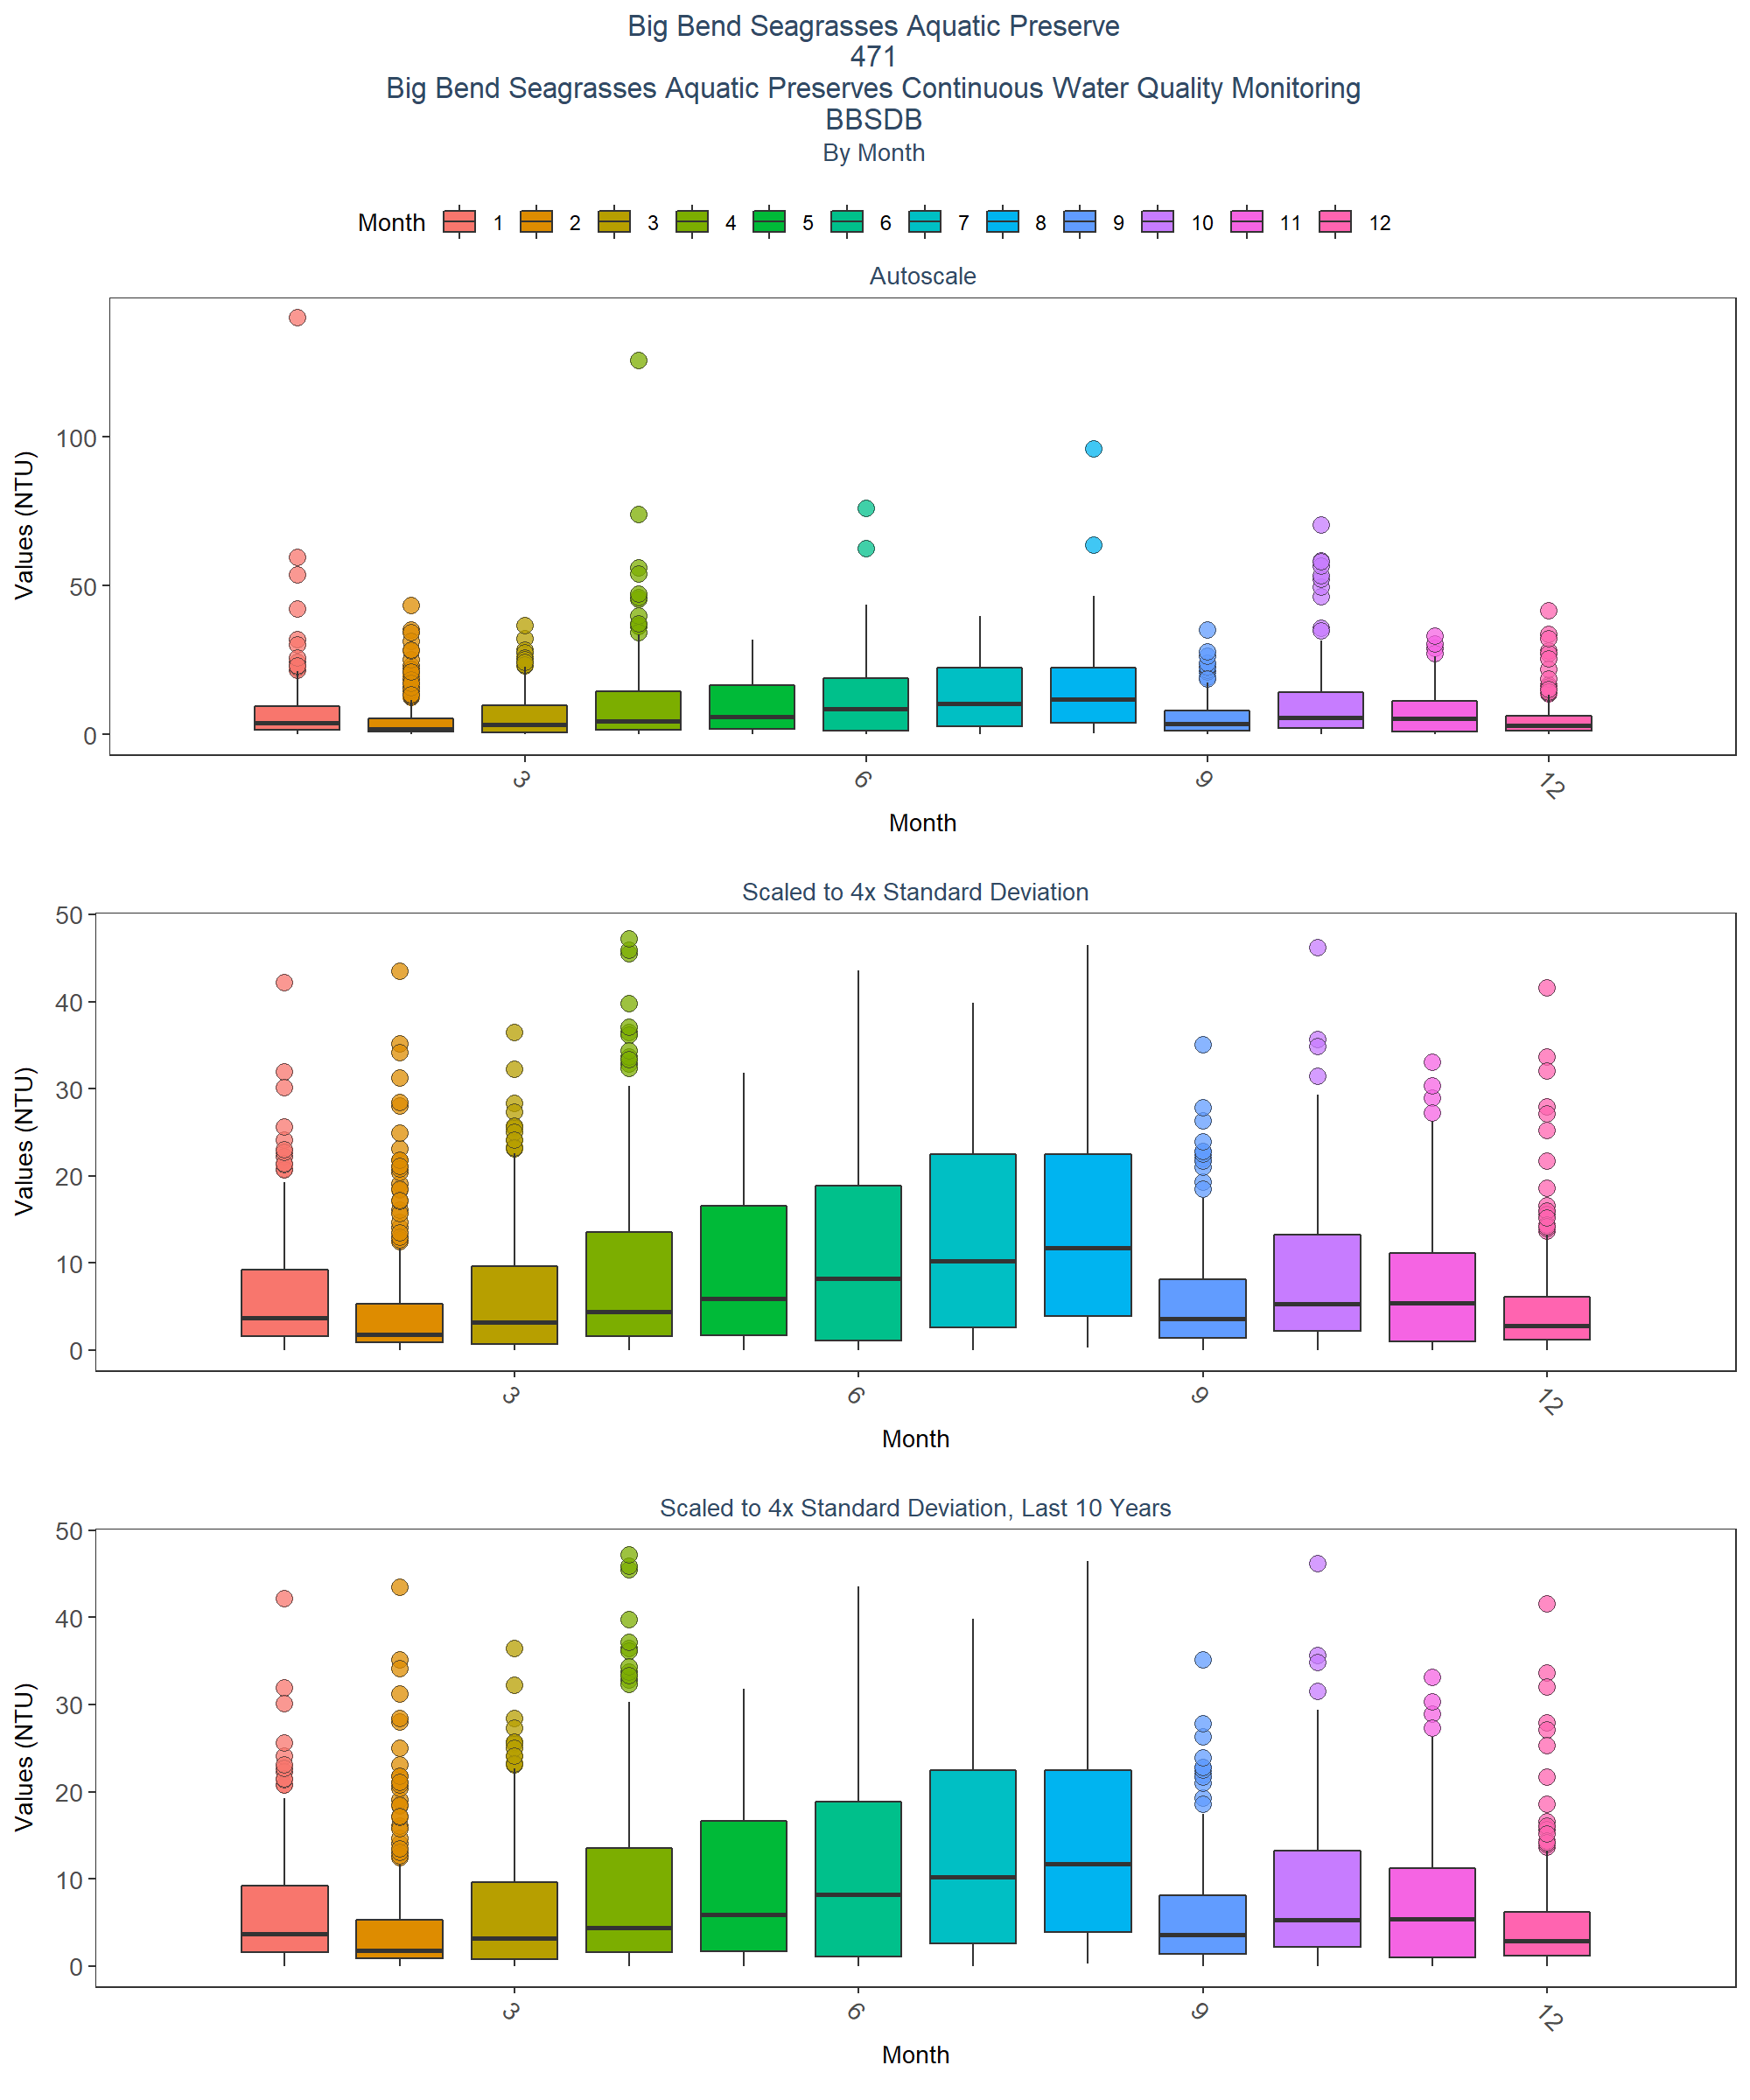 Big Bend Seagrasses Aquatic Preserve
471
Big Bend Seagrasses Aquatic Preserves Continuous Water Quality Monitoring
BBSDB
By Month
Month 1 2 3 4 5 6 7 8 9 10 11 12
Autoscale
Values (NTU)
100
50
0
3 6 9 12
Month
Scaled to 4x Standard Deviation
Values (NTU)
50
40
30
20
10
0
3 6 9 12
Month
Scaled to 4x Standard Deviation, Last 10 Years
Values (NTU)
50
40
30
20
10
0
3 6 9 12
Month